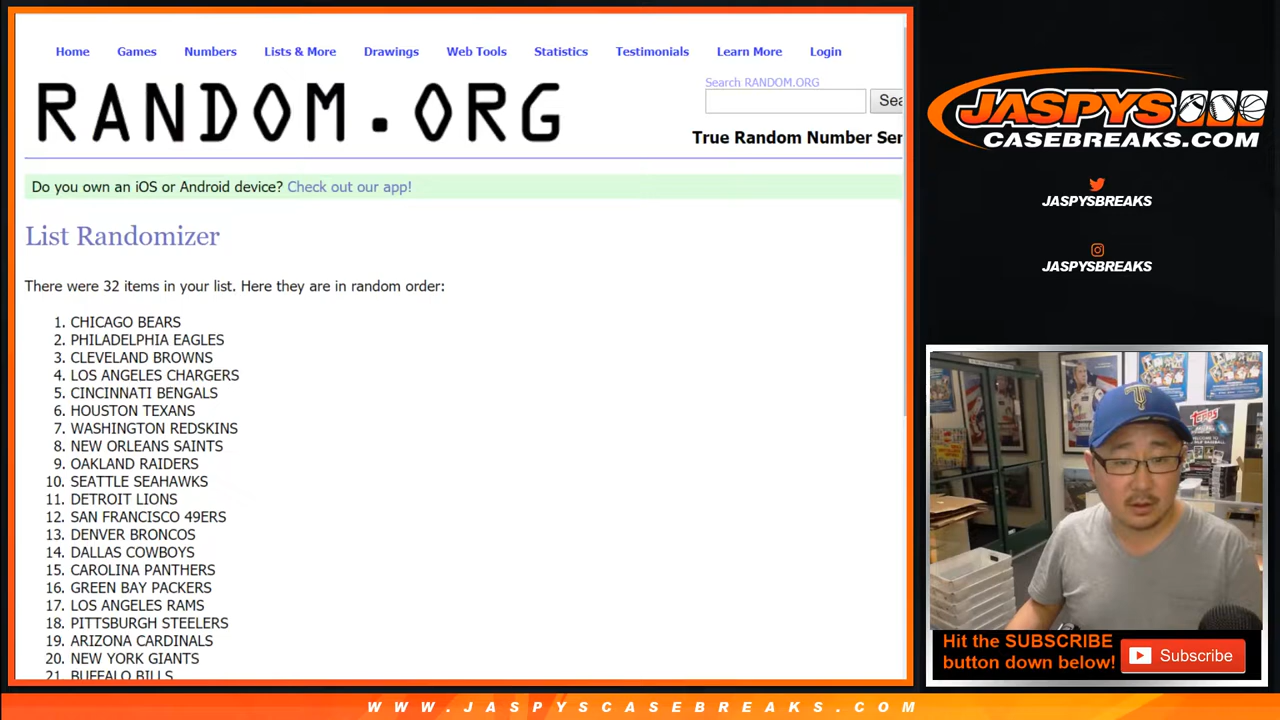 Home Games Numbers Lists & More Drawings Web Tools Statistics Testimonials Learn More Login
RANDOM.ORG
Search RANDOM.ORG
Sea
True Random Number Ser
Do you own an iOS or Android device? Check out our app!
List Randomizer
There were 32 items in your list. Here they are in random order:
1. CHICAGO BEARS
2. PHILADELPHIA EAGLES
3. CLEVELAND BROWNS
4. LOS ANGELES CHARGERS
5. CINCINNATI BENGALS
6. HOUSTON TEXANS
7. WASHINGTON REDSKINS
8. NEW ORLEANS SAINTS
9. OAKLAND RAIDERS
10. SEATTLE SEAHAWKS
11. DETROIT LIONS
12. SAN FRANCISCO 49ERS
13. DENVER BRONCOS
14. DALLAS COWBOYS
15. CAROLINA PANTHERS
16. GREEN BAY PACKERS
17. LOS ANGELES RAMS
18. PITTSBURGH STEELERS
19. ARIZONA CARDINALS
20. NEW YORK GIANTS
21. BUFFALO BILLS
JASPYS
CASEBREAKS.COM
JASPYSBREAKS
JASPYSBREAKS
Topps
Hit the SUBSCRIBE
button down below!
Subscribe
WWW.JASPYSCASEBREAKS.COM